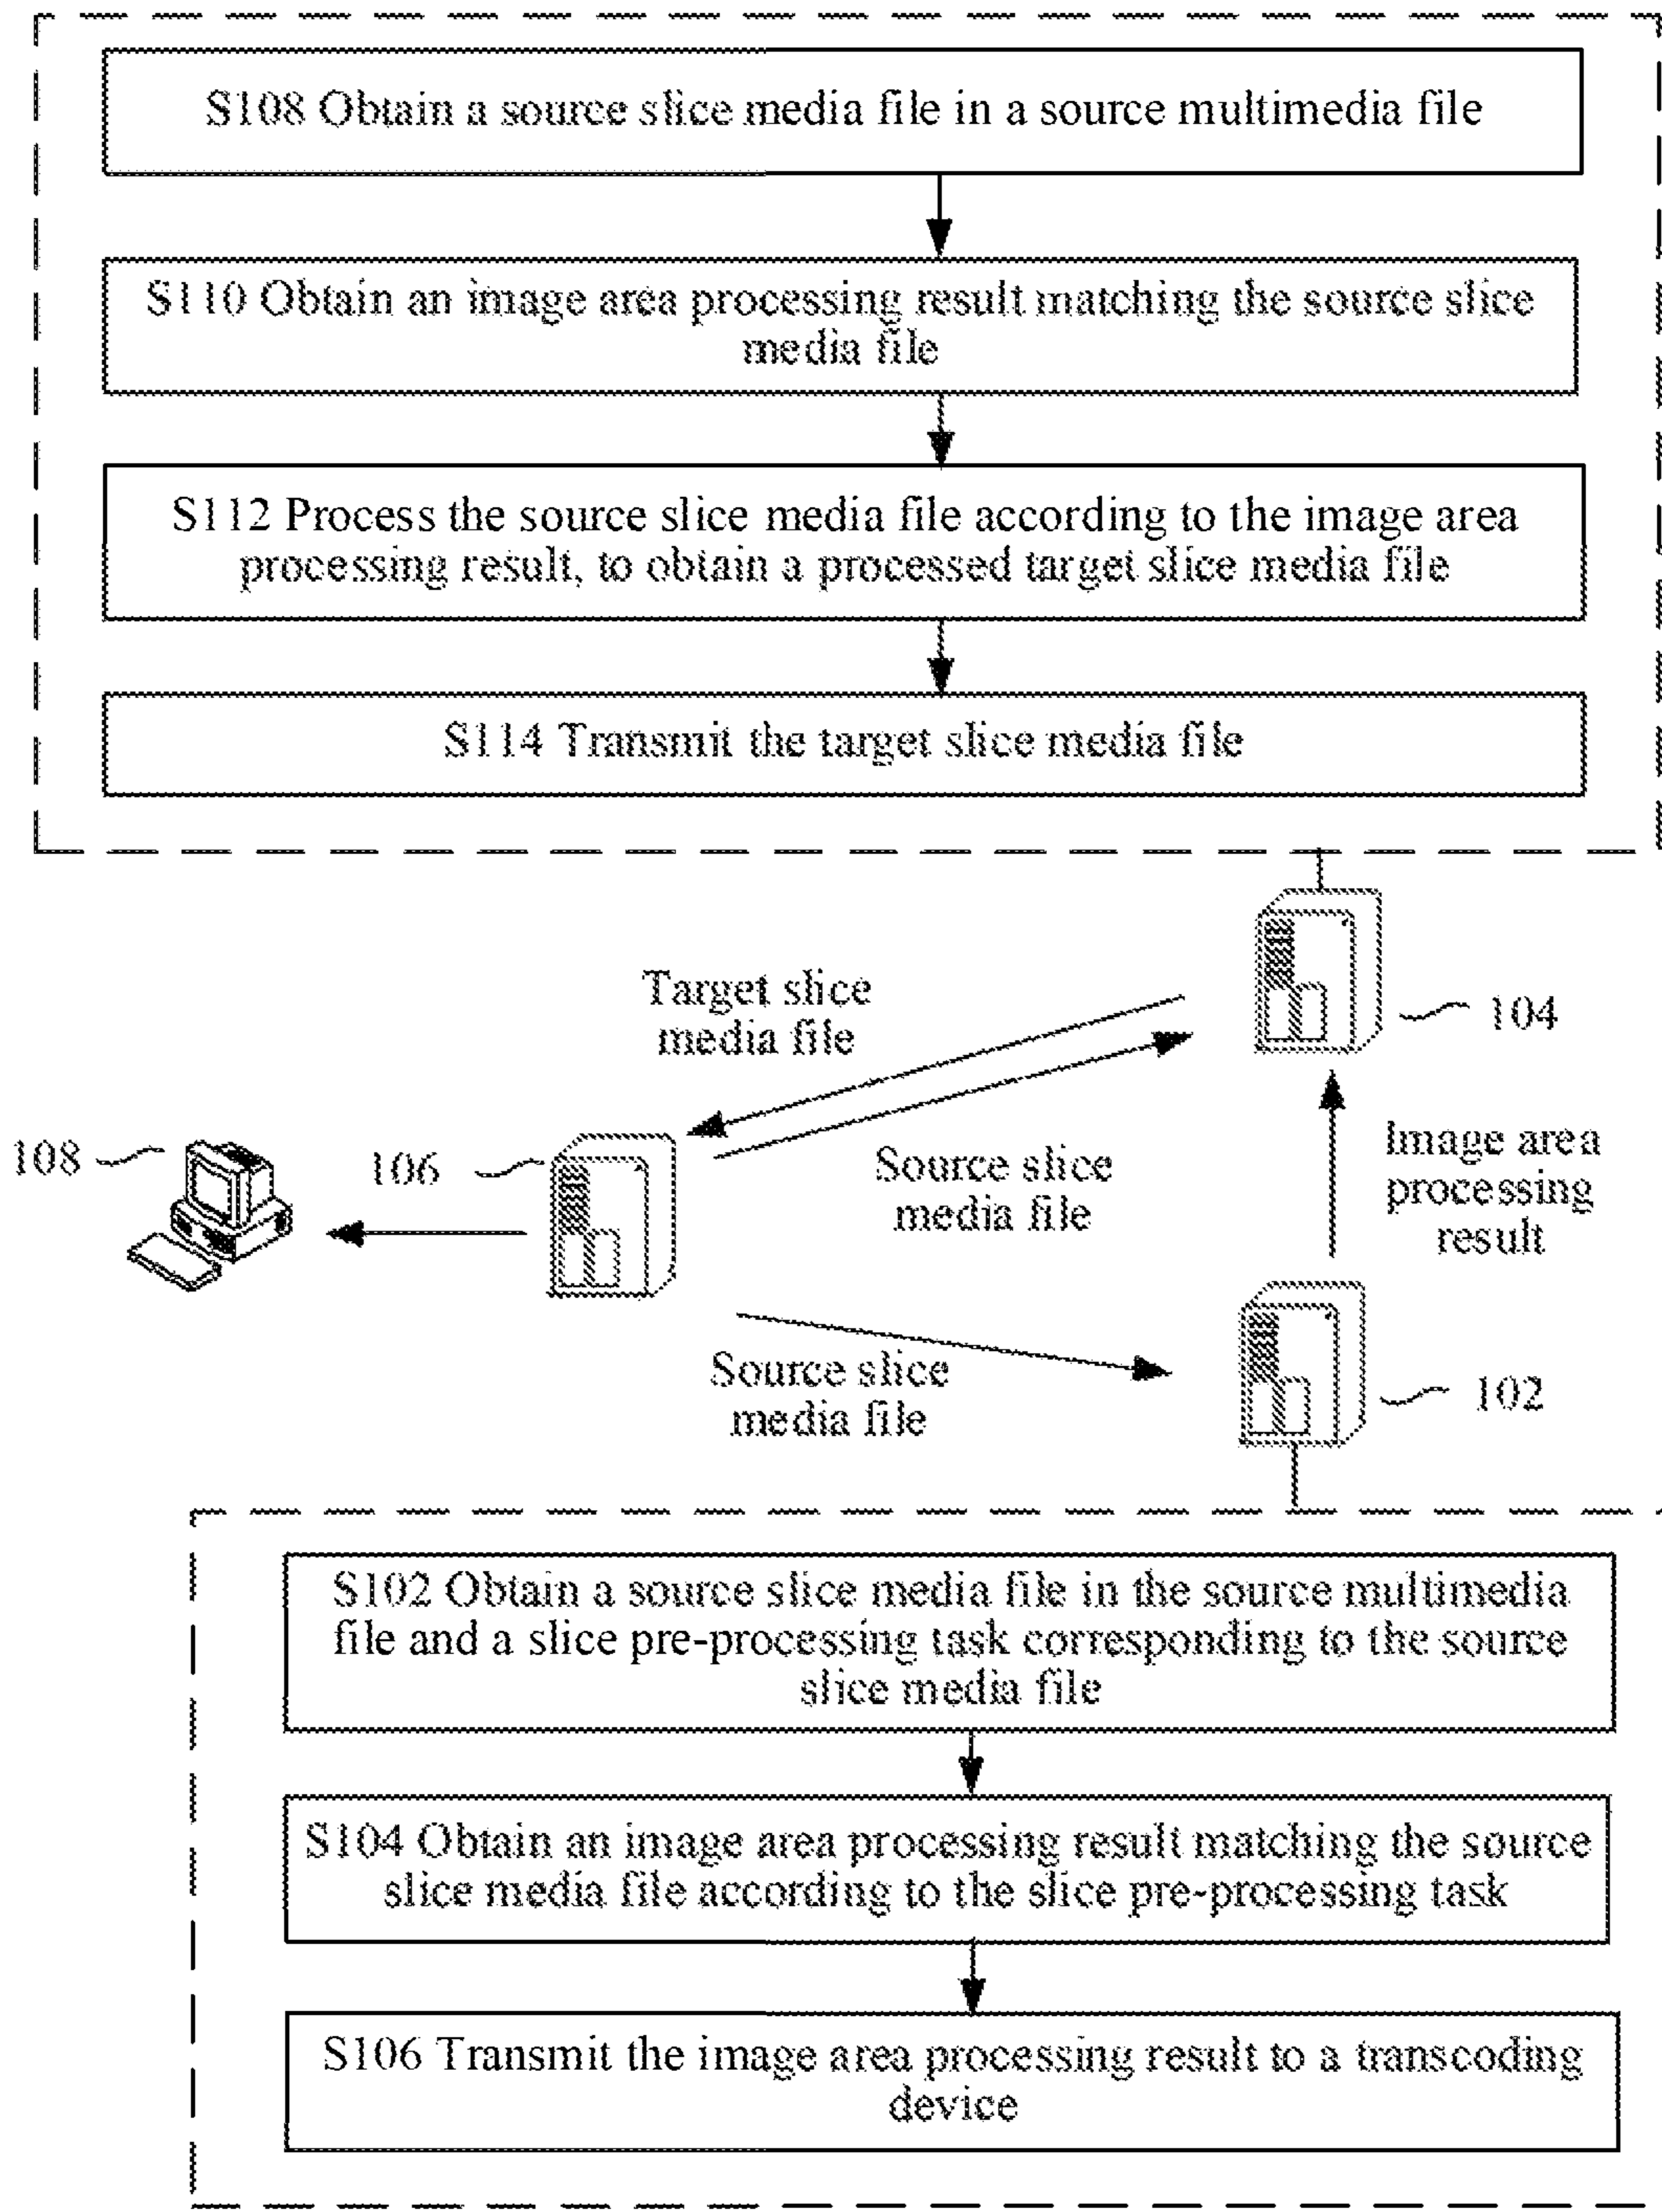 S108 Obtain a source slice media file in a source multimedia file
S110 Obtain an image area processing result matching the source slice
media file
S112 Process the source slice media file according to the image area
processing result, to obtain a processed target slice media file
S114 Transmit the target slice media file
Target slice
media file
104
108
106
Source slice
media file
Image area
processing
result
Source slice
media file
102
S102 Obtain a source slice media file in the source multimedia
file and a slice pre-processing task corresponding to the source
slice media file
S104 Obtain an image area processing result matching the source
slice media file according to the slice pre-processing task
S106 Transmit the image area processing result to a transcoding
device